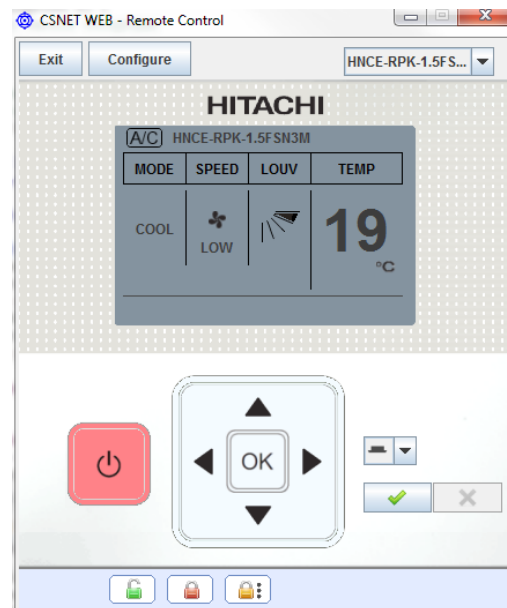 CSNET WEB - Remote Control
Exit Configure HNCE-RPK-1.5FS...
HITACHI
A/C HNCE-RPK-1.5FSN3M
MODE SPEED LOUV TEMP
COOL LOW 19 °C
OK